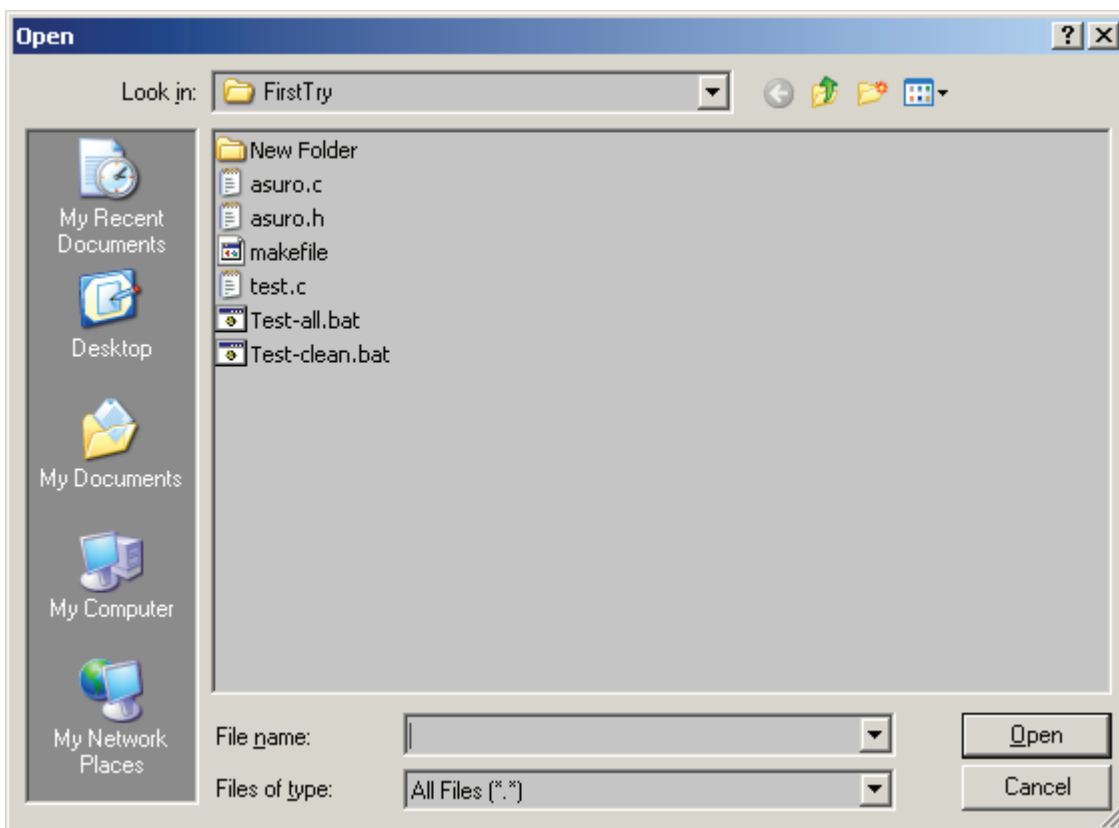 Open
Look in: FirstTry
My Recent
Documents
Desktop
My Documents
My Computer
My Network
Places
New Folder
asuro.c
asuro.h
makefile
test.c
Test-all.bat
Test-clean.bat
File name:
Open
Files of type: All Files (*.*)
Cancel